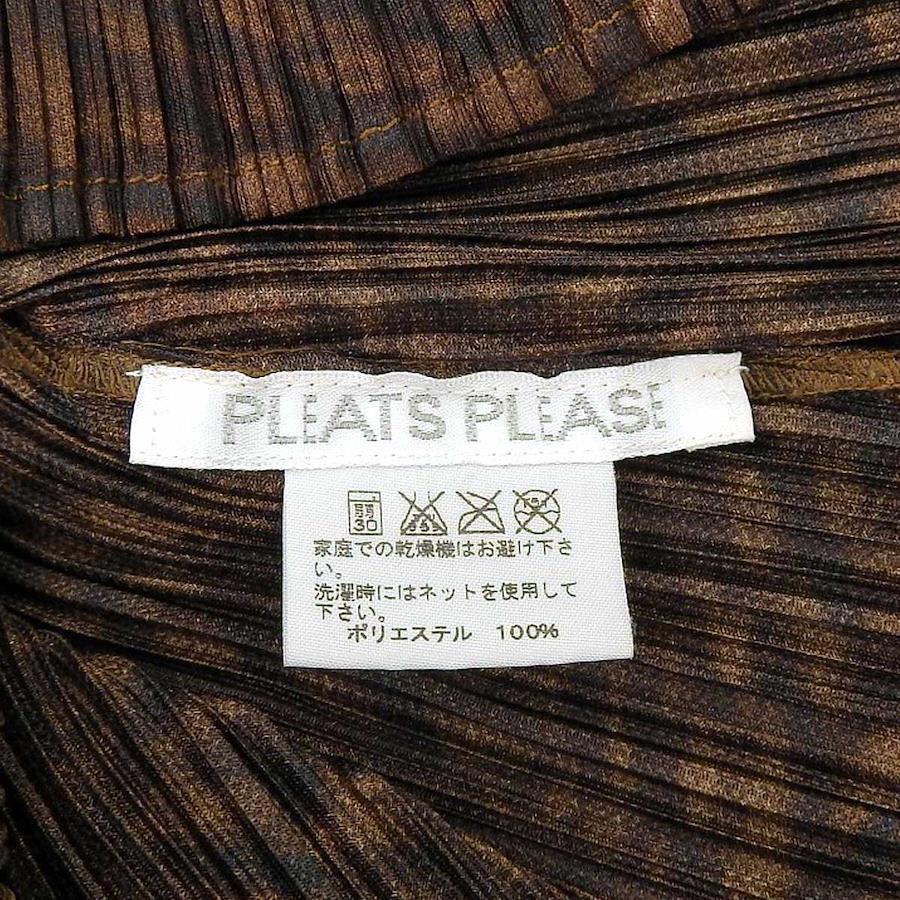 PLEATS PLEASE
弱
30
家庭での乾燥機はお避け下さ
い。
洗濯時にはネットを使用して
下さい。
ポリエステル 100%